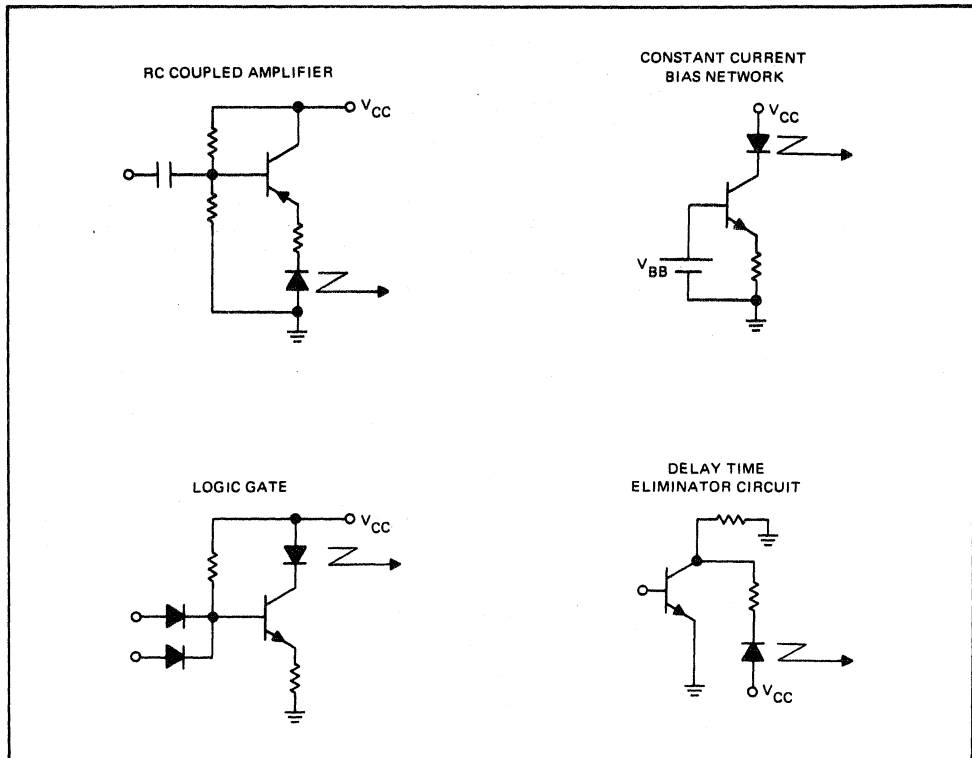 RC COUPLED AMPLIFIER
V_CC
CONSTANT CURRENT
BIAS NETWORK
V_CC
V_BB
LOGIC GATE
V_CC
DELAY TIME
ELIMINATOR CIRCUIT
V_CC